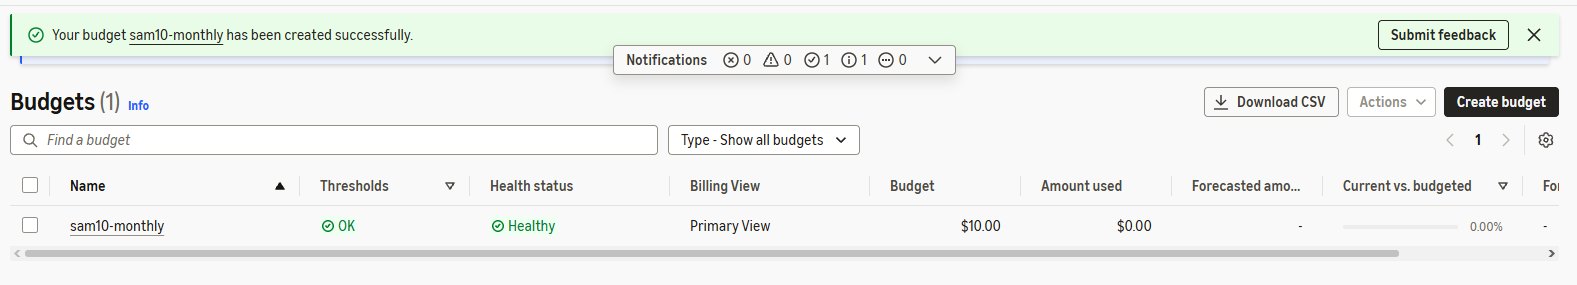 Your budget sam10-monthly has been created successfully.
Submit feedback
Notifications 0 0 1 1 0
Budgets (1) Info
Download CSV
Actions
Create budget
Find a budget
Type - Show all budgets
1
Name Thresholds Health status Billing View Budget Amount used Forecasted amo... Current vs. budgeted For
sam10-monthly OK Healthy Primary View $10.00 $0.00 - 0.00% -